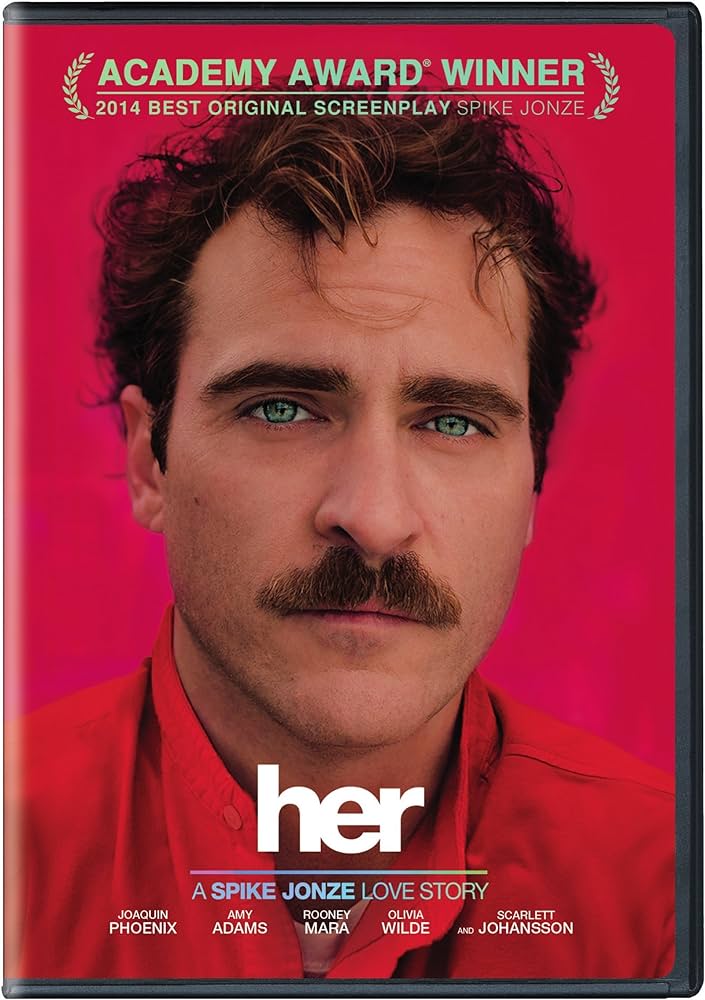 ACADEMY AWARD® WINNER
2014 BEST ORIGINAL SCREENPLAY SPIKE JONZE
her
A SPIKE JONZE LOVE STORY
JOAQUIN PHOENIX
AMY ADAMS
ROONEY MARA
OLIVIA WILDE
AND SCARLETT JOHANSSON